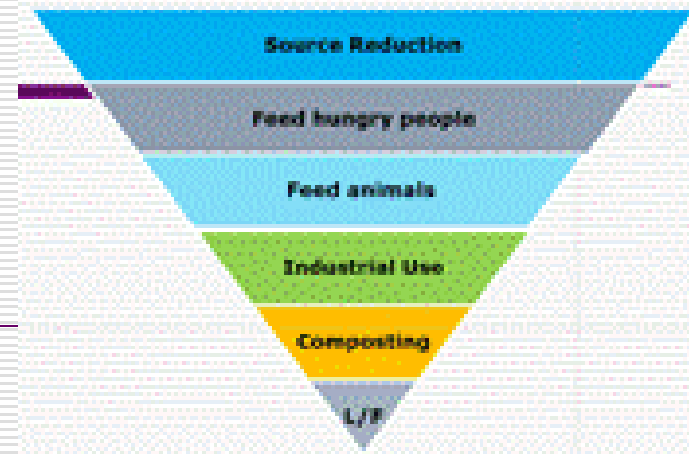 Source Reduction
Feed hungry people
Feed animals
Industrial Use
Composting
L/F